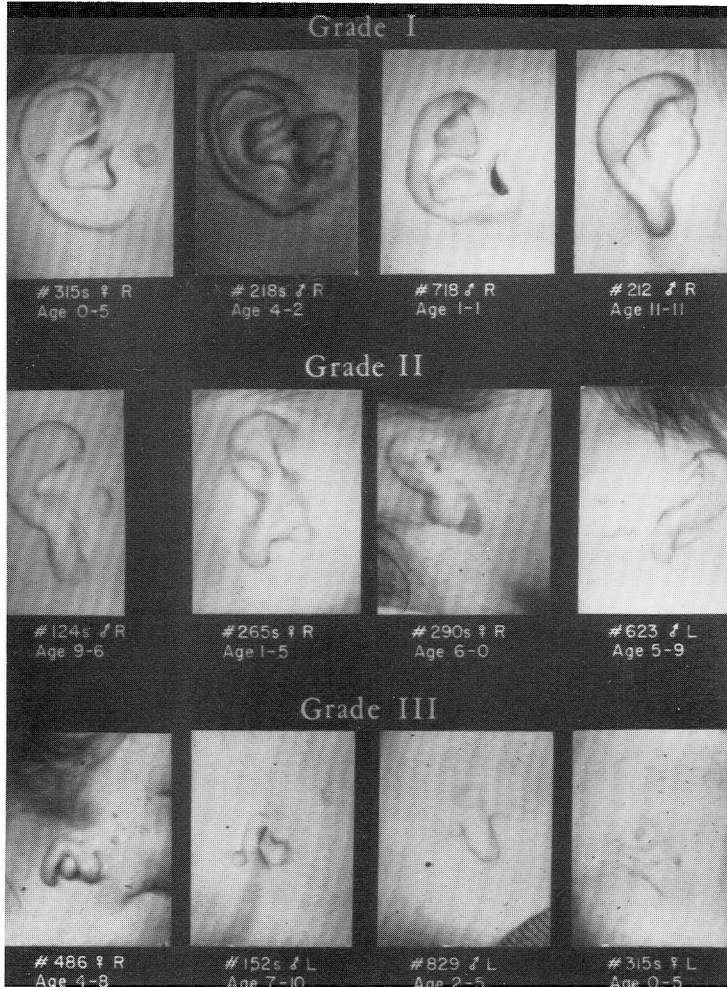 Grade I
#315s ♀ R
Age 0-5
#218s ♂ R
Age 4-2
#718 ♂ R
Age 1-1
#212 ♂ R
Age 11-11
Grade II
#124s ♂ R
Age 9-6
#265s ♀ R
Age 1-5
#290s ♀ R
Age 6-0
#623 ♂ L
Age 5-9
Grade III
#486 ♀ R
Age 4-8
#152s ♂ L
Age 7-10
#829 ♂ L
Age 2-5
#315s ♀ L
Age 0-5